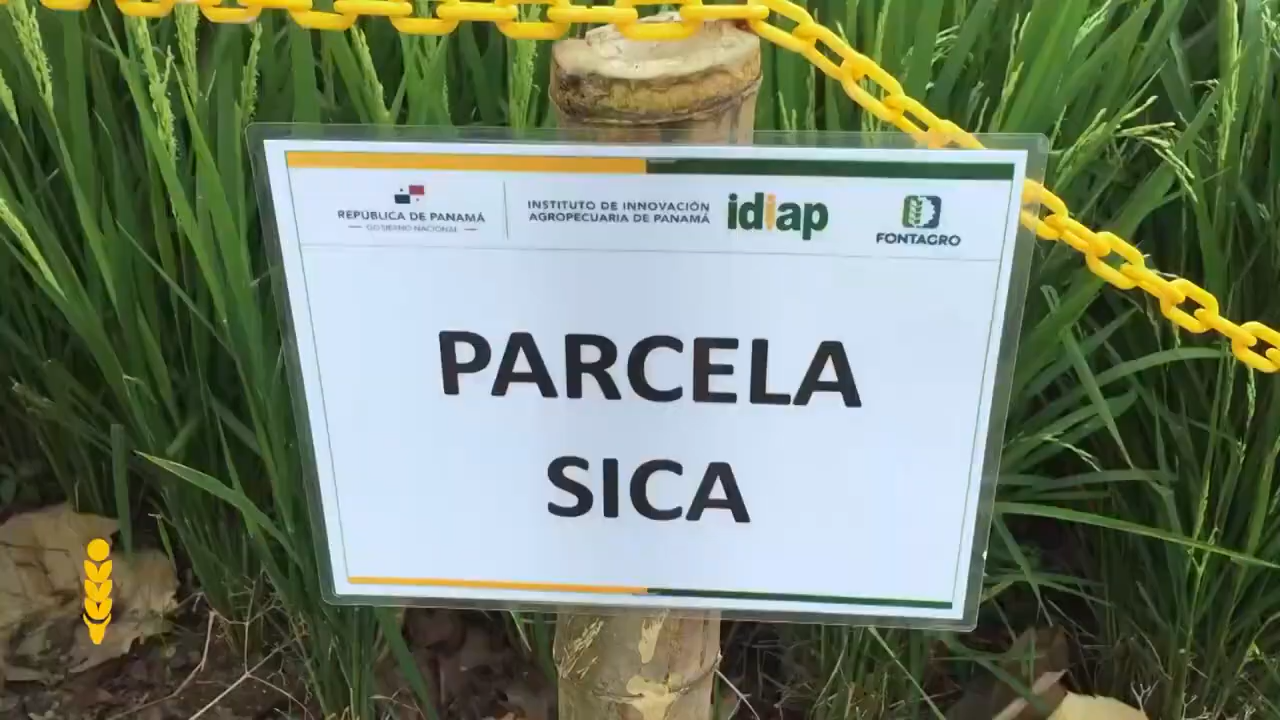 REPÚBLICA DE PANAMÁ
— GOBIERNO NACIONAL —
INSTITUTO DE INNOVACIÓN
AGROPECUARIA DE PANAMÁ
idiap
FONTAGRO
PARCELA
SICA